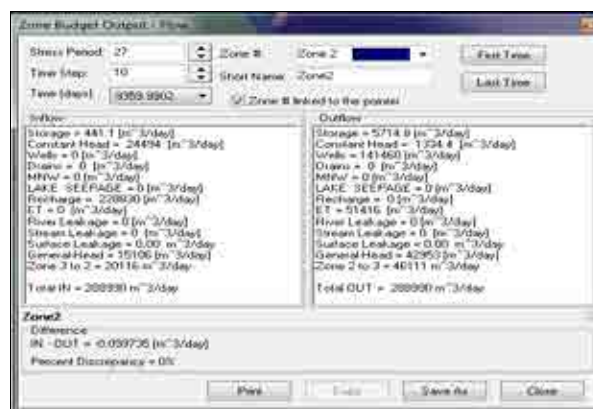 Zone Budget Output - Flow
Stress Period: 27
Zone #: Zone 2
First Time
Time Step: 10
Short Name: Zone2
Last Time
Time [days] 9359.9902
Zone # linked to the pointer
Inflow
Storage = 441.1 [m^3/day]
Constant Head = 24494 [m^3/day]
Wells = 0 [m^3/day]
Drains = 0 [m^3/day]
MNW = 0 [m^3/day]
LAKE SEEPAGE = 0 [m^3/day]
Recharge = 228830 [m^3/day]
ET = 0 [m^3/day]
River Leakage = 0 [m^3/day]
Stream Leakage = 0 [m^3/day]
Surface Leakage = 0.00 m^3/day
General-Head = 15106 [m^3/day]
Zone 3 to 2 = 20116 m^3/day
Total IN = 288990 m^3/day
Outflow
Storage = 5714.8 [m^3/day]
Constant Head = 1334.4 [m^3/day]
Wells = 141460 [m^3/day]
Drains = 0 [m^3/day]
MNW = 0 [m^3/day]
LAKE SEEPAGE = 0 [m^3/day]
Recharge = 0 [m^3/day]
ET = 51416 [m^3/day]
River Leakage = 0 [m^3/day]
Stream Leakage = 0 [m^3/day]
Surface Leakage = 0.00 m^3/day
General-Head = 42953 [m^3/day]
Zone 2 to 3 = 46111 m^3/day
Total OUT = 288990 m^3/day
Zone2
Difference
IN - OUT = -0.099736 [m^3/day]
Percent Discrepancy = 0%
Print
Save As
Close